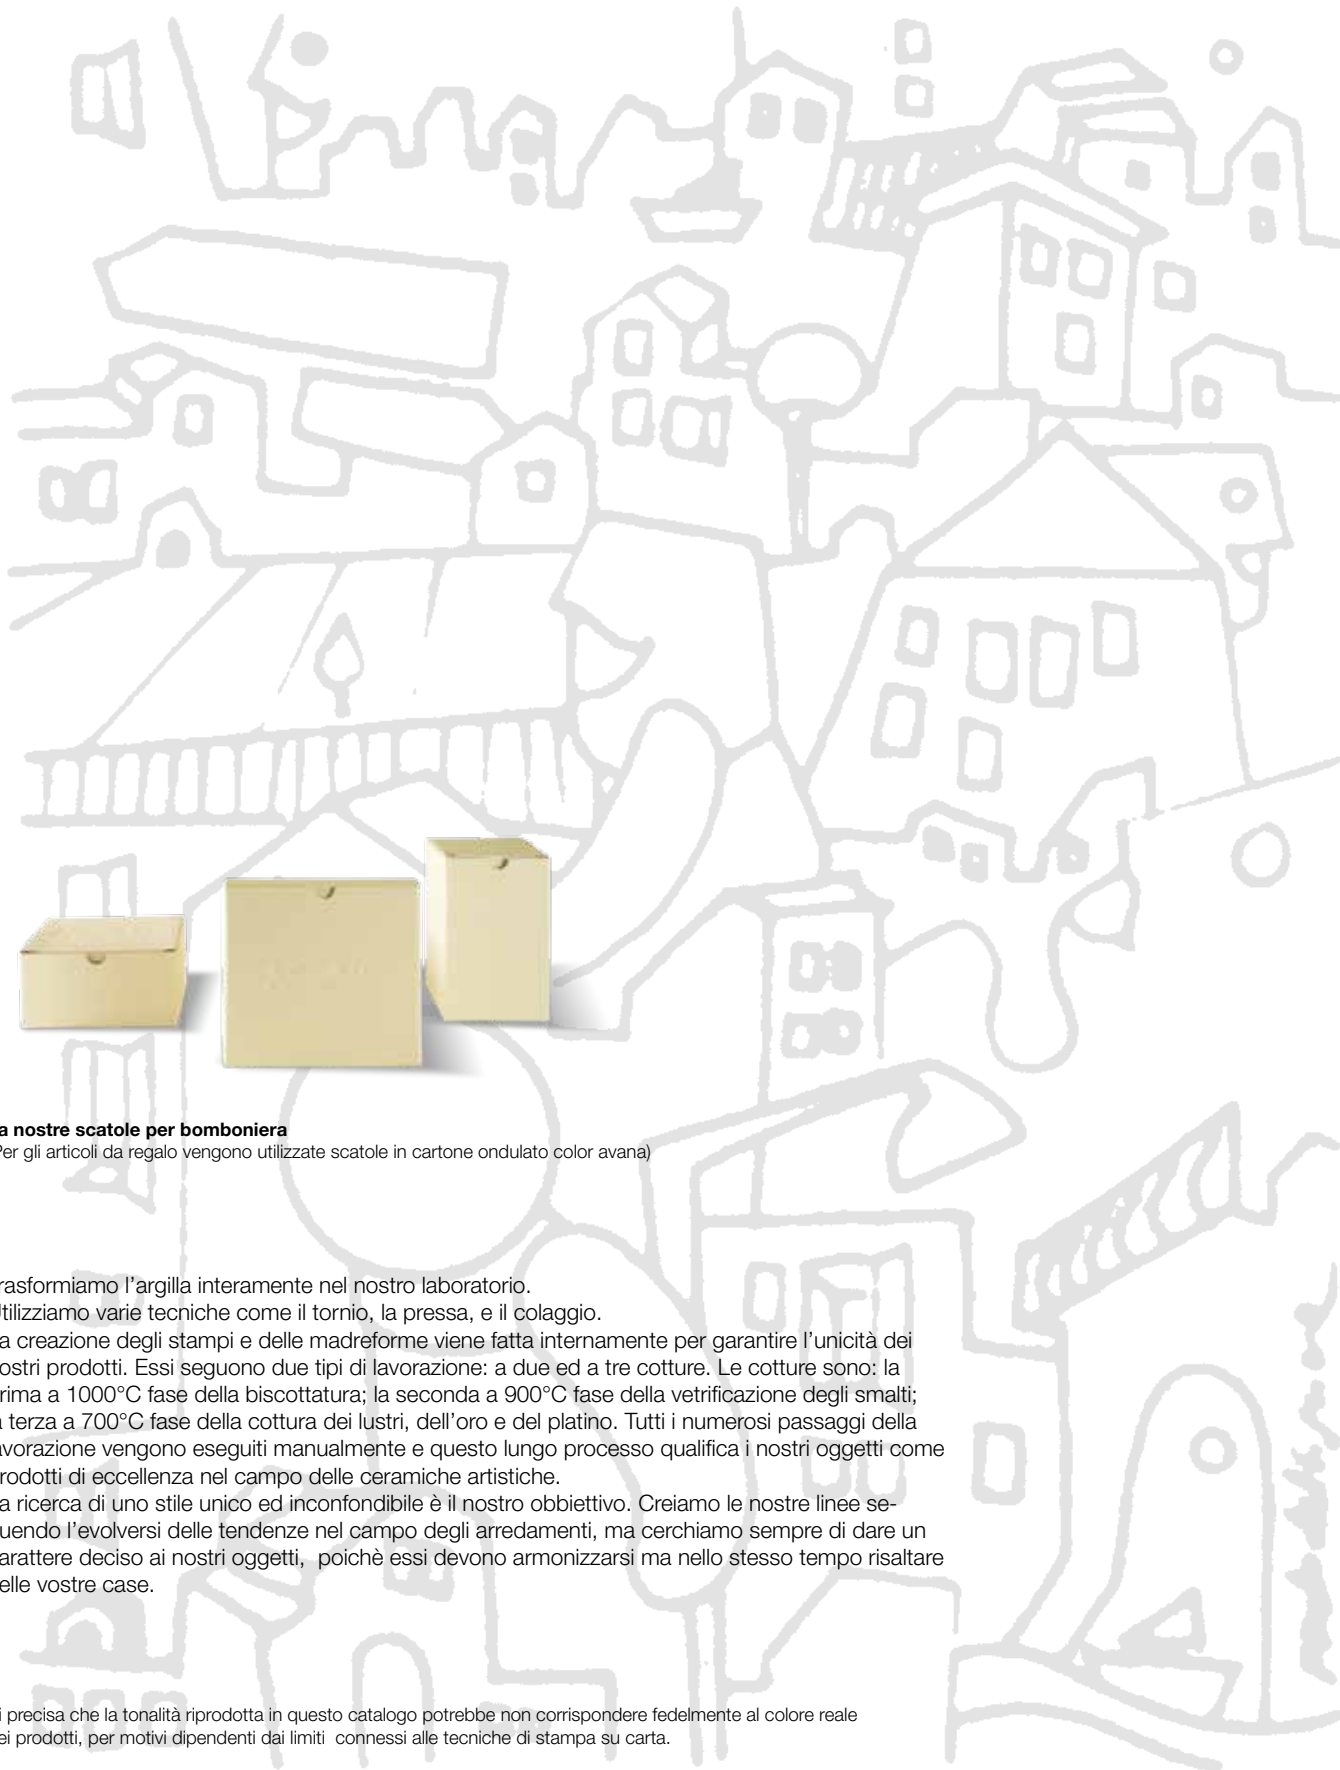 a nostre scatole per bomboniera
Per gli articoli da regalo vengono utilizzate scatole in cartone ondulato color avana)
rasformiamo l’argilla interamente nel nostro laboratorio.
tilizziamo varie tecniche come il tornio, la pressa, e il colaggio.
a creazione degli stampi e delle madreforme viene fatta internamente per garantire l’unicità dei
ostri prodotti. Essi seguono due tipi di lavorazione: a due ed a tre cotture. Le cotture sono: la
rima a 1000°C fase della biscottatura; la seconda a 900°C fase della vetrificazione degli smalti;
a terza a 700°C fase della cottura dei lustri, dell’oro e del platino. Tutti i numerosi passaggi della
avorazione vengono eseguiti manualmente e questo lungo processo qualifica i nostri oggetti come
rodotti di eccellenza nel campo delle ceramiche artistiche.
a ricerca di uno stile unico ed inconfondibile è il nostro obbiettivo. Creiamo le nostre linee se-
uendo l’evolversi delle tendenze nel campo degli arredamenti, ma cerchiamo sempre di dare un
arattere deciso ai nostri oggetti,  poichè essi devono armonizzarsi ma nello stesso tempo risaltare
elle vostre case.
i precisa che la tonalità riprodotta in questo catalogo potrebbe non corrispondere fedelmente al colore reale
ei prodotti, per motivi dipendenti dai limiti  connessi alle tecniche di stampa su carta.